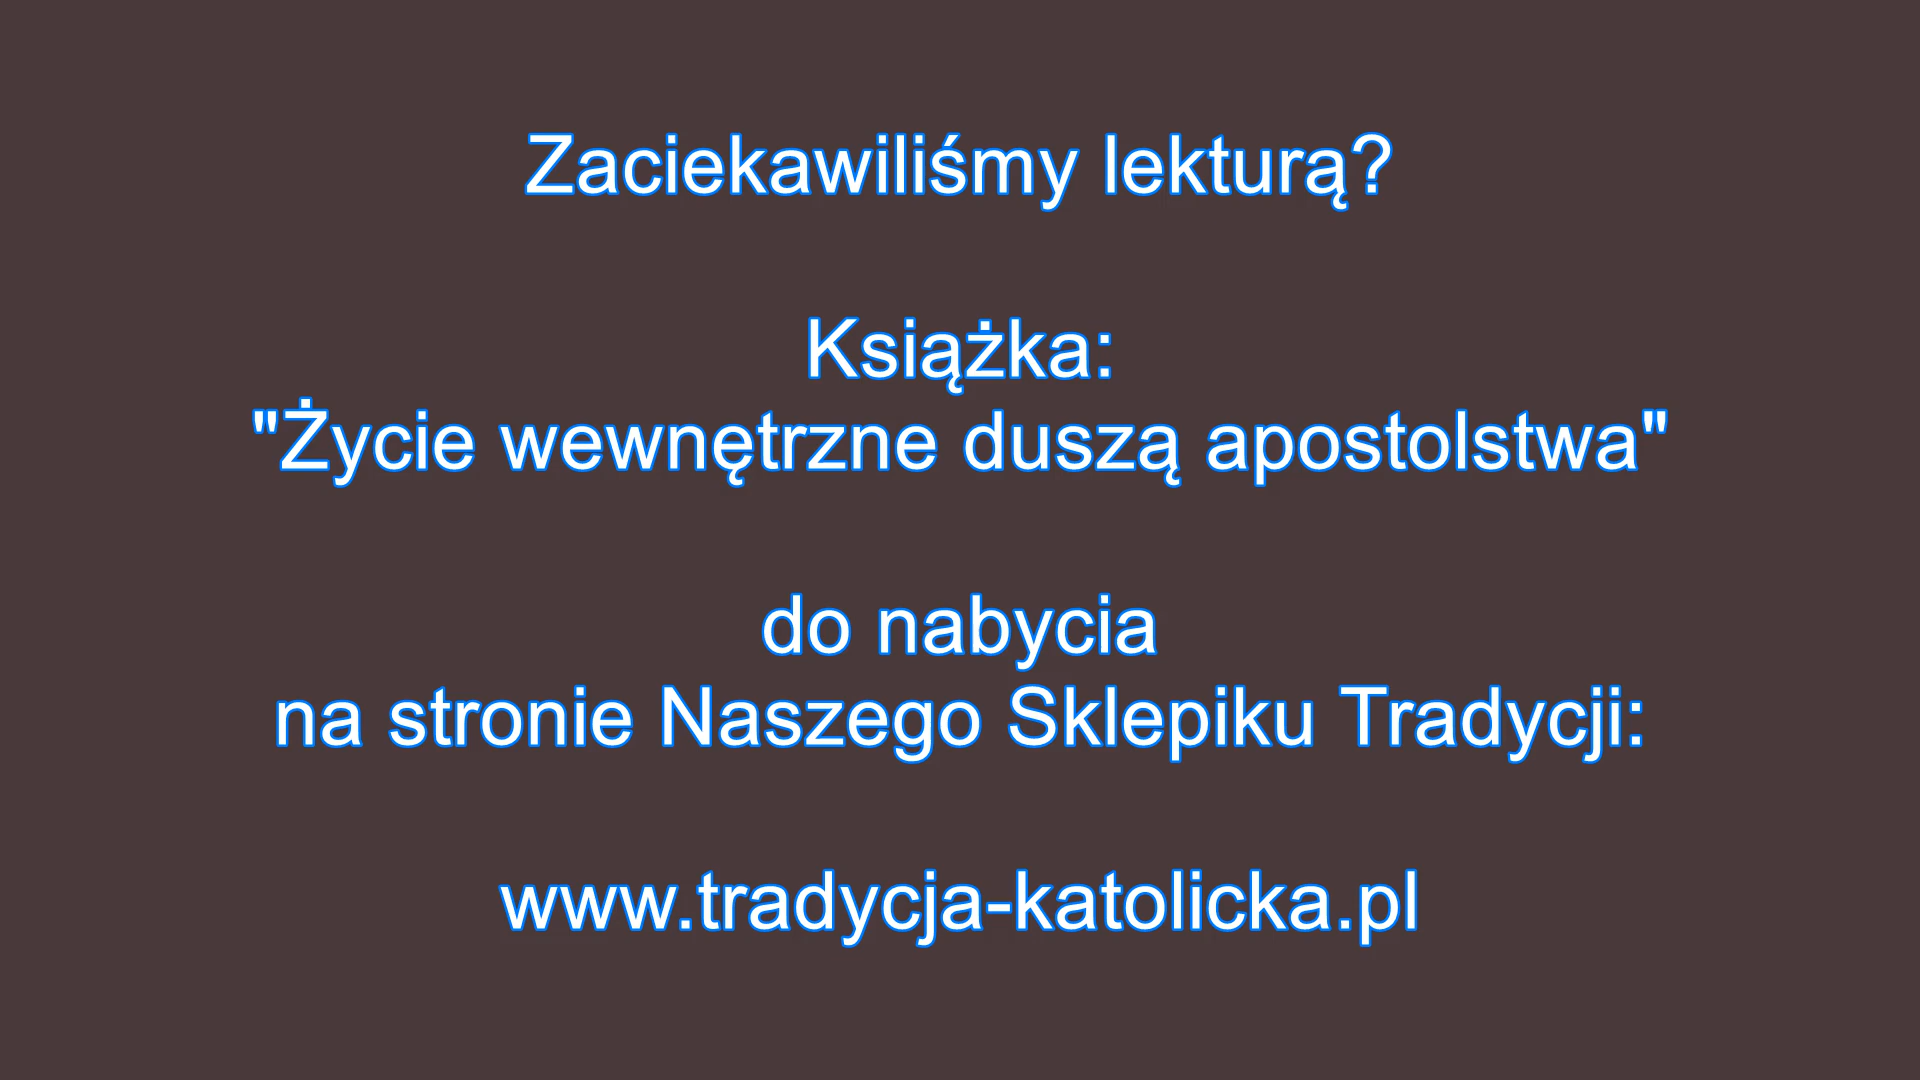 Zaciekawiliśmy lekturą?
Książka:
"Życie wewnętrzne duszą apostolstwa"
do nabycia
na stronie Naszego Sklepiku Tradycji:
www.tradycja-katolicka.pl